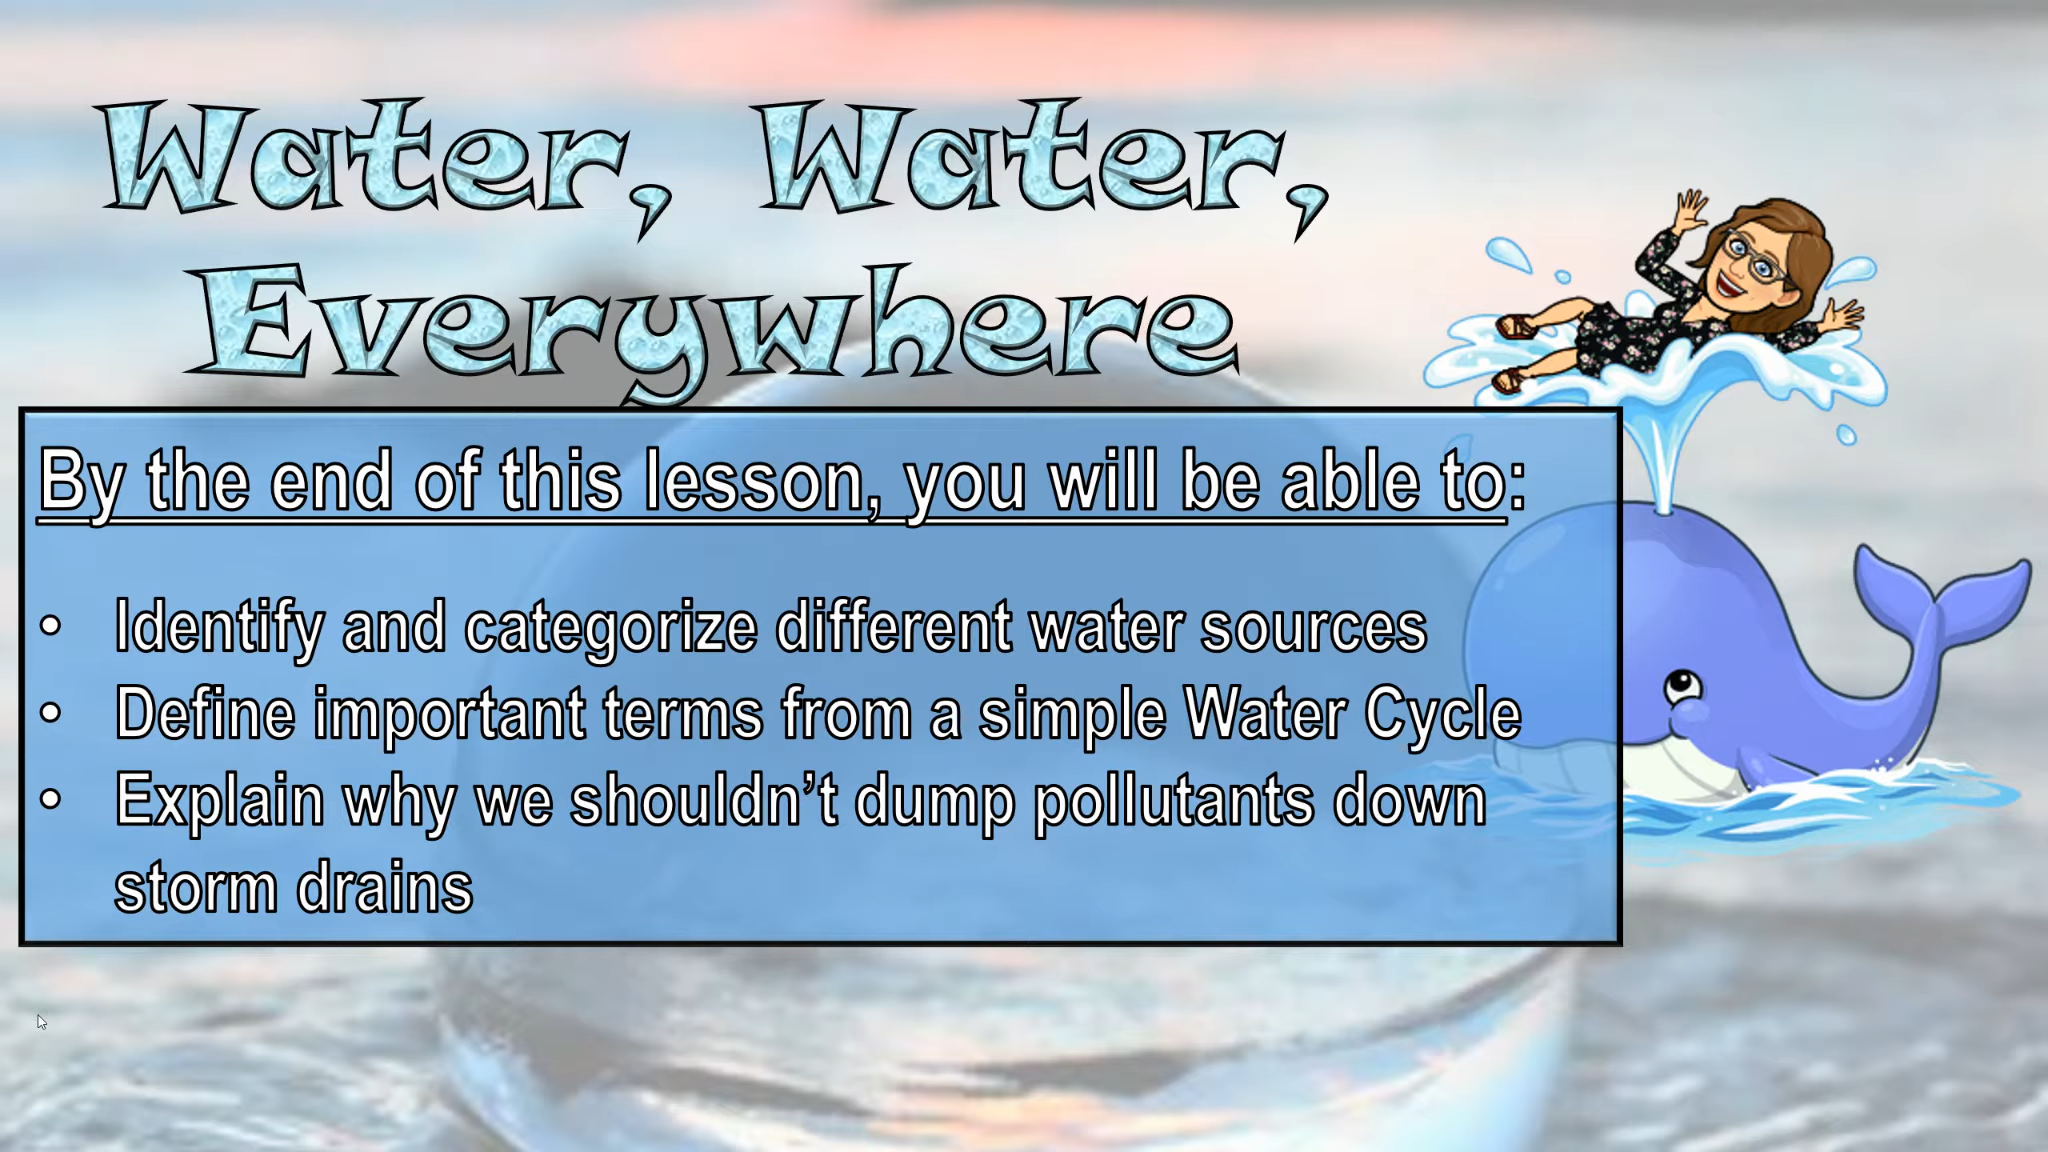 Water, Water,
Everywhere
By the end of this lesson, you will be able to:
• Identify and categorize different water sources
• Define important terms from a simple Water Cycle
• Explain why we shouldn’t dump pollutants down
storm drains